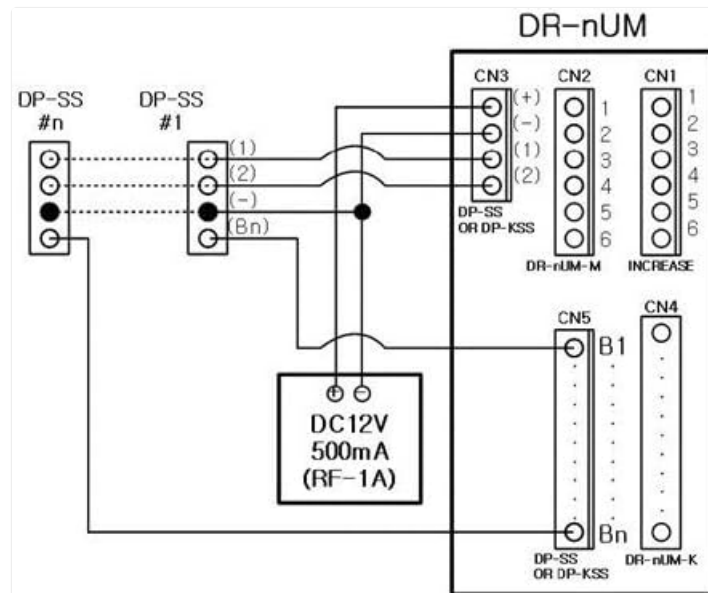 DR-nUM
CN3 CN2 CN1
DP-SS #n
DP-SS #1
(+)
(-)
(1)
(2)
1
2
3
4
5
6
1
2
3
4
5
6
(1)
(2)
(-)
(Bn)
DP-SS
OR DP-KSS
DR-nUM-M
INCREASE
CN5
CN4
B1
Bn
+ -
DC12V
500mA
(RF-1A)
DP-SS
OR DP-KSS
DR-nUM-K